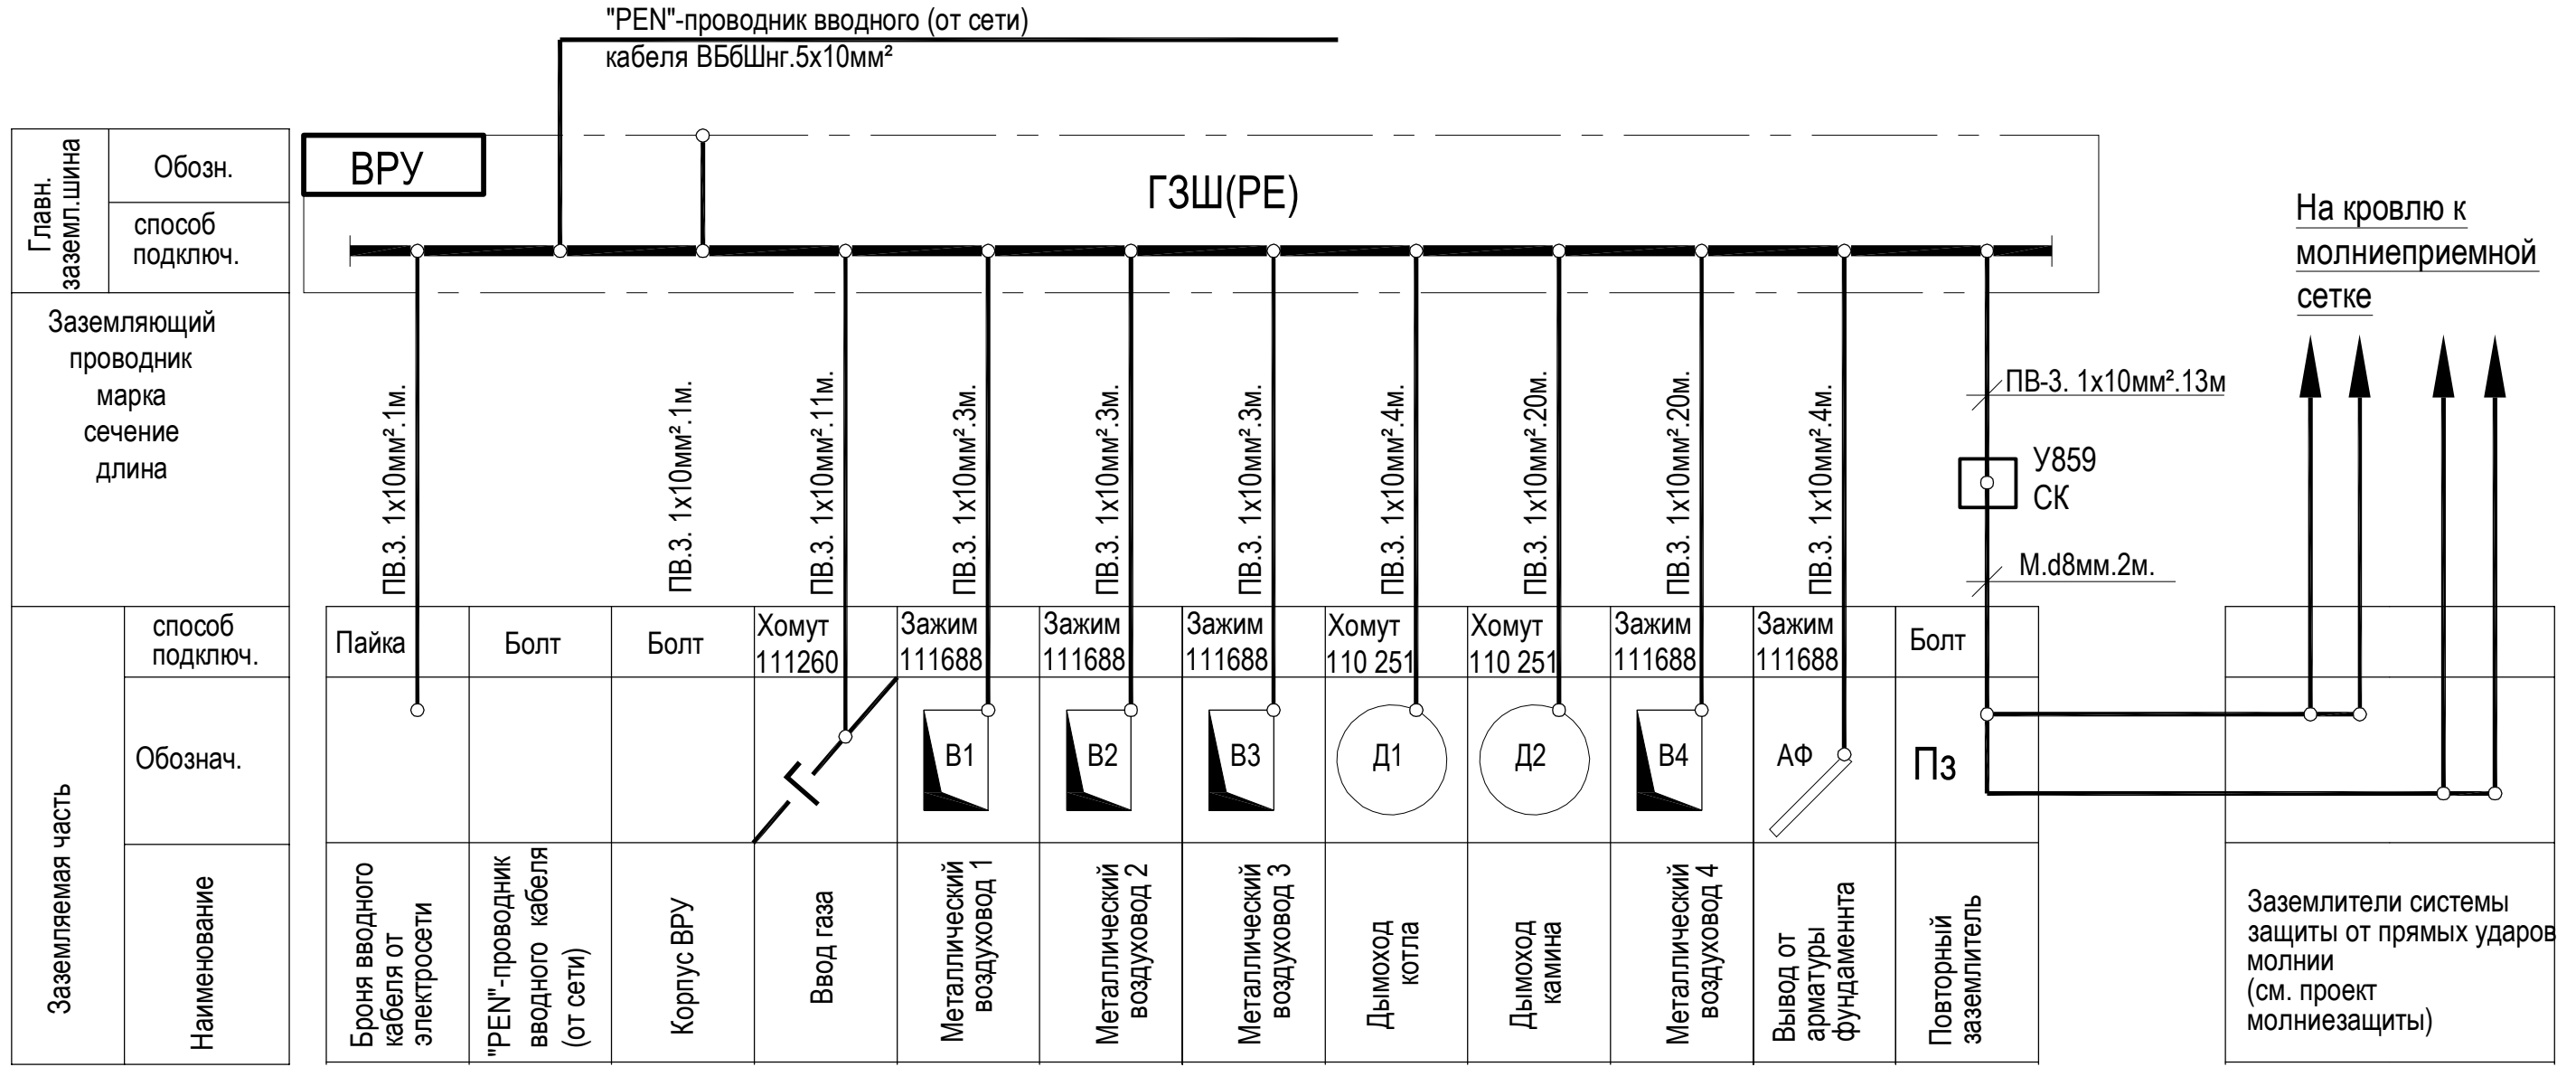 "PEN"-проводник вводного (от сети)
кабеля ВБбШнг.5х10мм²
Главн.
заземл.шина
Обозн.
способ
подключ.
ВРУ
ГЗШ(РЕ)
На кровлю к
молниеприемной
сетке
Заземляющий
проводник
марка
сечение
длина
ПВ.3. 1х10мм².1м.
ПВ.3. 1х10мм².1м.
ПВ.3. 1х10мм².11м.
ПВ.3. 1х10мм².3м.
ПВ.3. 1х10мм².3м.
ПВ.3. 1х10мм².3м.
ПВ.3. 1х10мм².4м.
ПВ.3. 1х10мм².20м.
ПВ.3. 1х10мм².20м.
ПВ.3. 1х10мм².4м.
ПВ-3. 1х10мм².13м
У859
СК
М.d8мм.2м.
Заземляемая часть
способ
подключ.
Пайка
Болт
Болт
Хомут
111260
Зажим
111688
Зажим
111688
Зажим
111688
Хомут
110 251
Хомут
110 251
Зажим
111688
Зажим
111688
Болт
Обознач.
В1
В2
В3
Д1
Д2
В4
АФ
Пз
Наименование
Броня вводного
кабеля от
электросети
"PEN"-проводник
вводного кабеля
(от сети)
Корпус ВРУ
Ввод газа
Металлический
воздуховод 1
Металлический
воздуховод 2
Металлический
воздуховод 3
Дымоход
котла
Дымоход
камина
Металлический
воздуховод 4
Вывод от
арматуры
фундаменнта
Повторный
заземлитель
Заземлители системы
защиты от прямых ударов
молнии
(см. проект
молниезащиты)